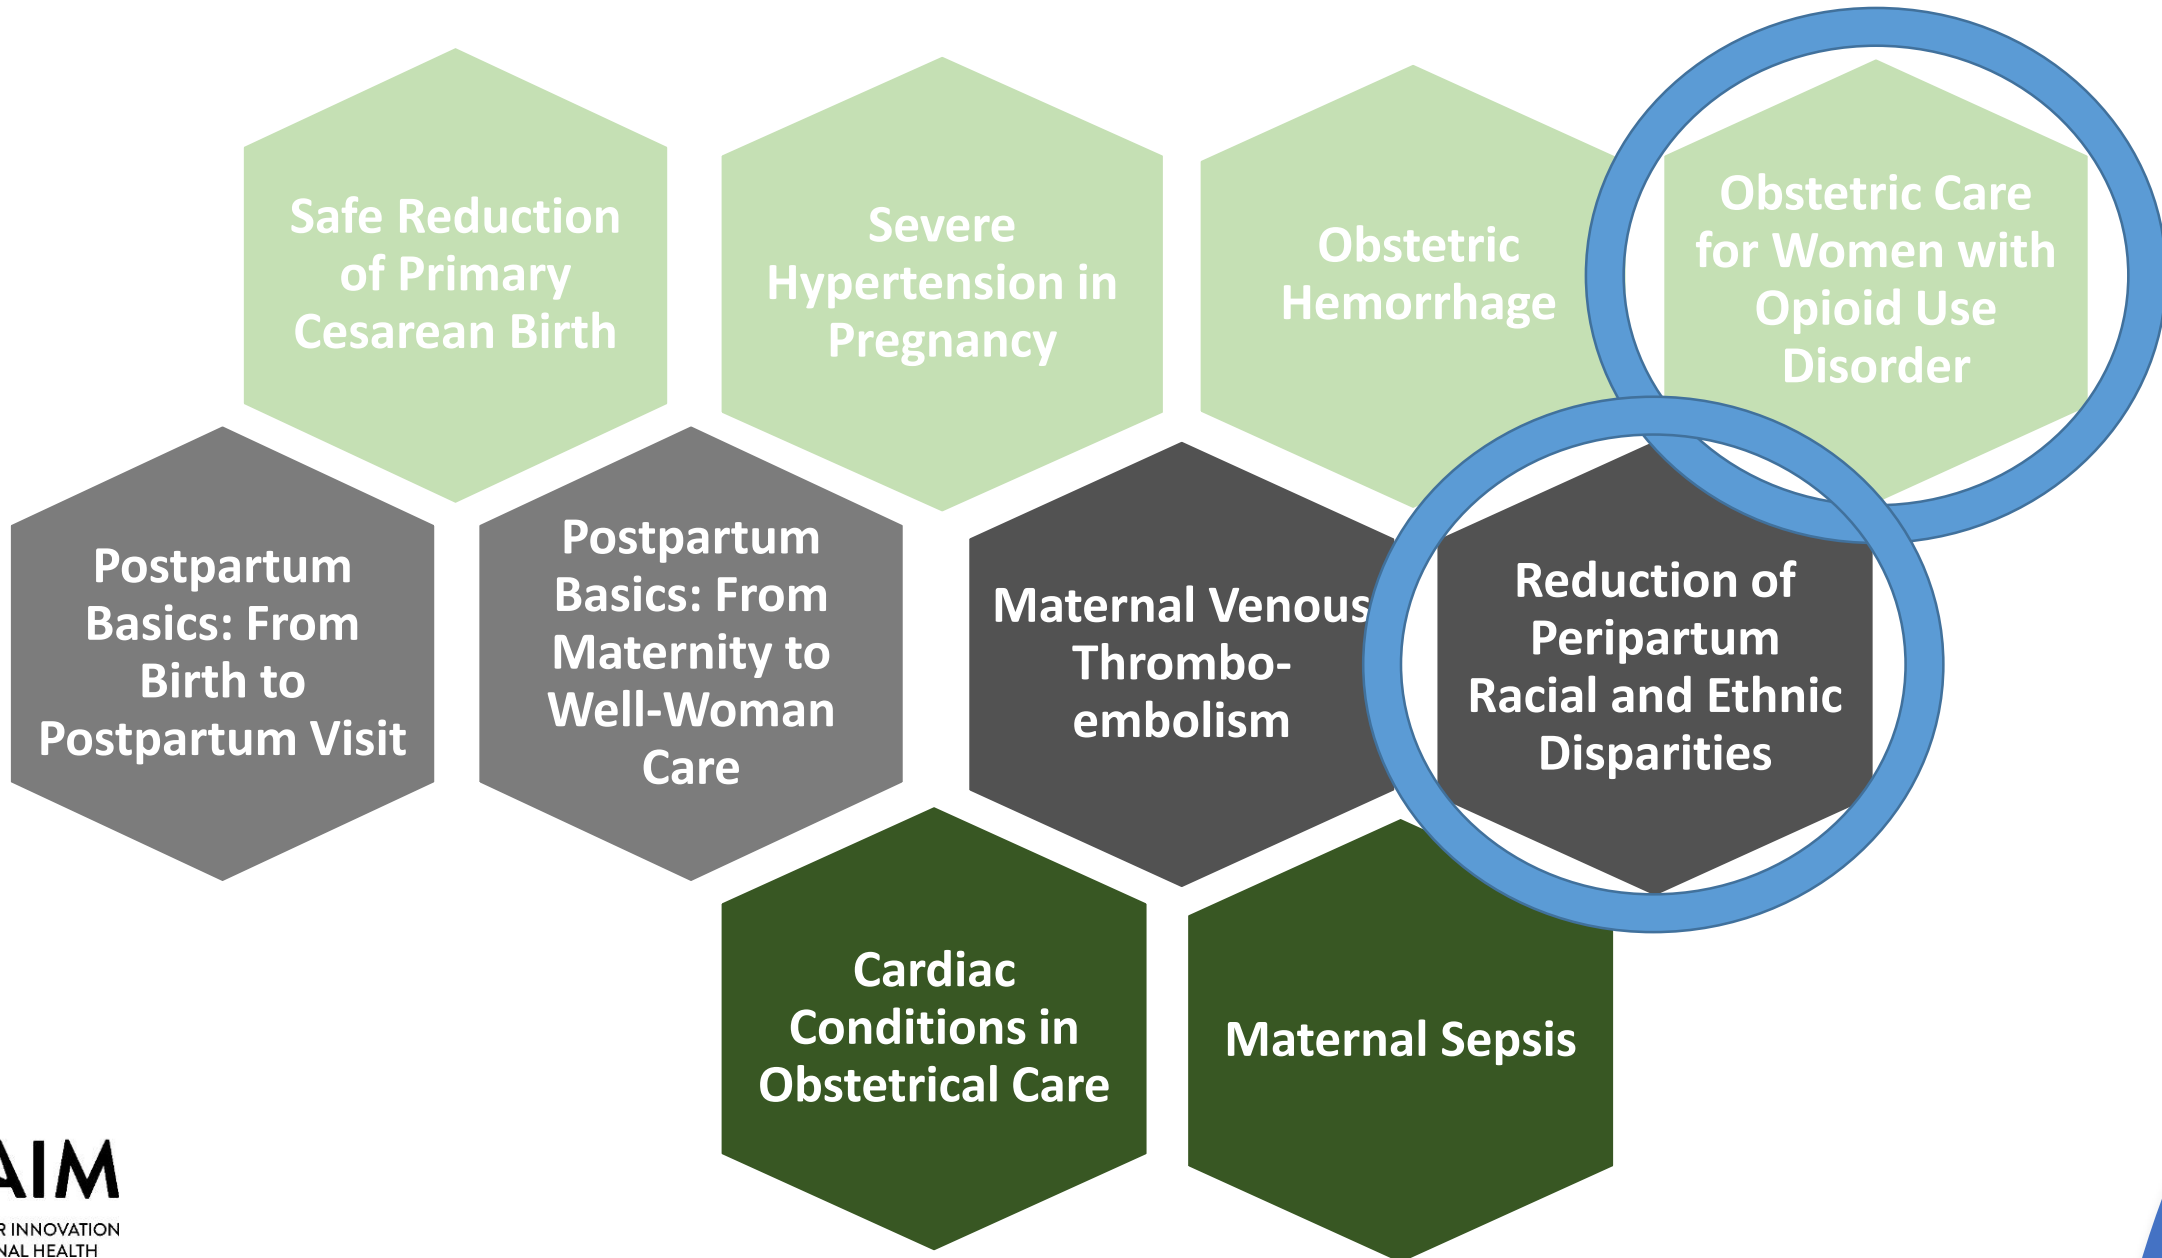 Safe Reduction
of Primary
Cesarean Birth
Severe
Hypertension in
Pregnancy
Obstetric
Hemorrhage
Obstetric Care
for Women with
Opioid Use
Disorder
Postpartum
Basics: From
Birth to
Postpartum Visit
Postpartum
Basics: From
Maternity to
Well-Woman
Care
Maternal Venous
Thrombo-
embolism
Reduction of
Peripartum
Racial and Ethnic
Disparities
Cardiac
Conditions in
Obstetrical Care
Maternal Sepsis
AIM
R INNOVATION
NAL HEALTH